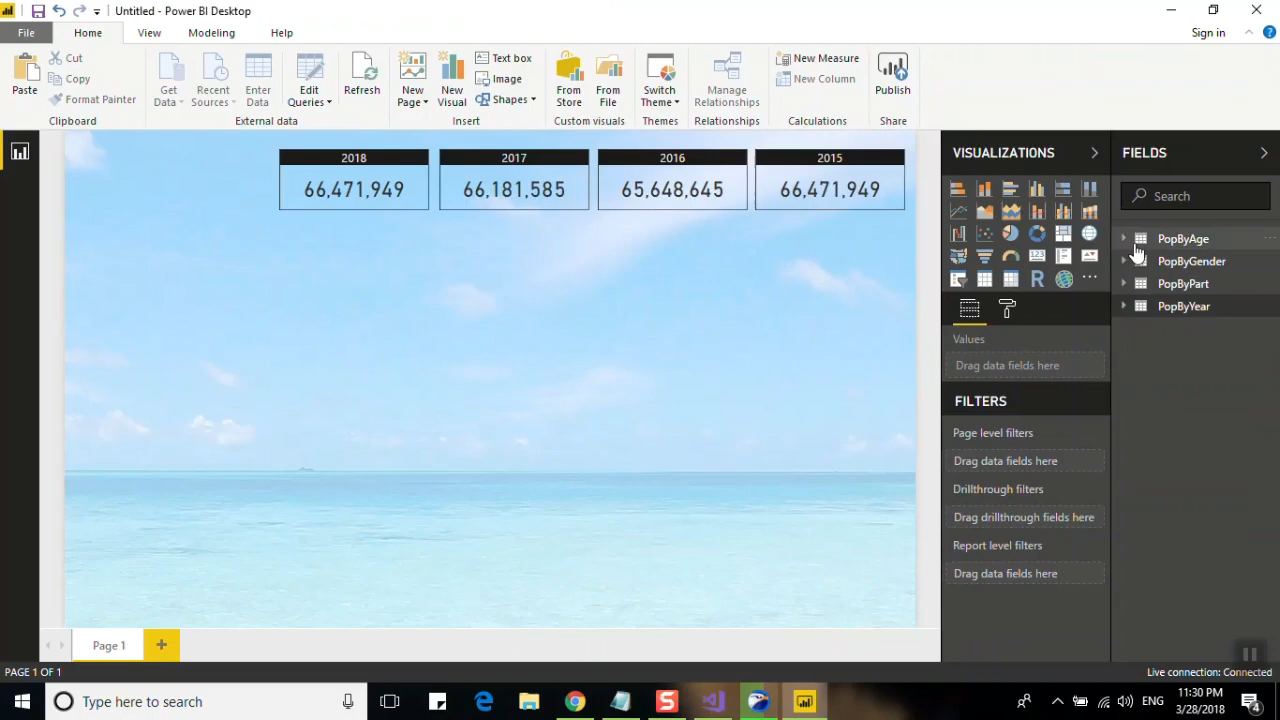 Untitled - Power BI Desktop
File Home View Modeling Help Sign in
Paste Cut Copy Format Painter
Clipboard
Get Data Recent Sources Enter Data Edit Queries
External data
Refresh
New Page New Visual Text box Image Shapes
Insert
From Store From File
Custom visuals
Switch Theme
Themes
Manage Relationships
Relationships
New Measure New Column
Calculations
Publish
Share
2018 2017 2016 2015
66,471,949 66,181,585 65,648,645 66,471,949
VISUALIZATIONS
123
R
Values
Drag data fields here
FILTERS
Page level filters
Drag data fields here
Drillthrough filters
Drag drillthrough fields here
Report level filters
Drag data fields here
FIELDS
Search
PopByAge
PopByGender
PopByPart
PopByYear
Page 1
PAGE 1 OF 1 Live connection: Connected
Type here to search
S
ENG
11:30 PM
3/28/2018
4